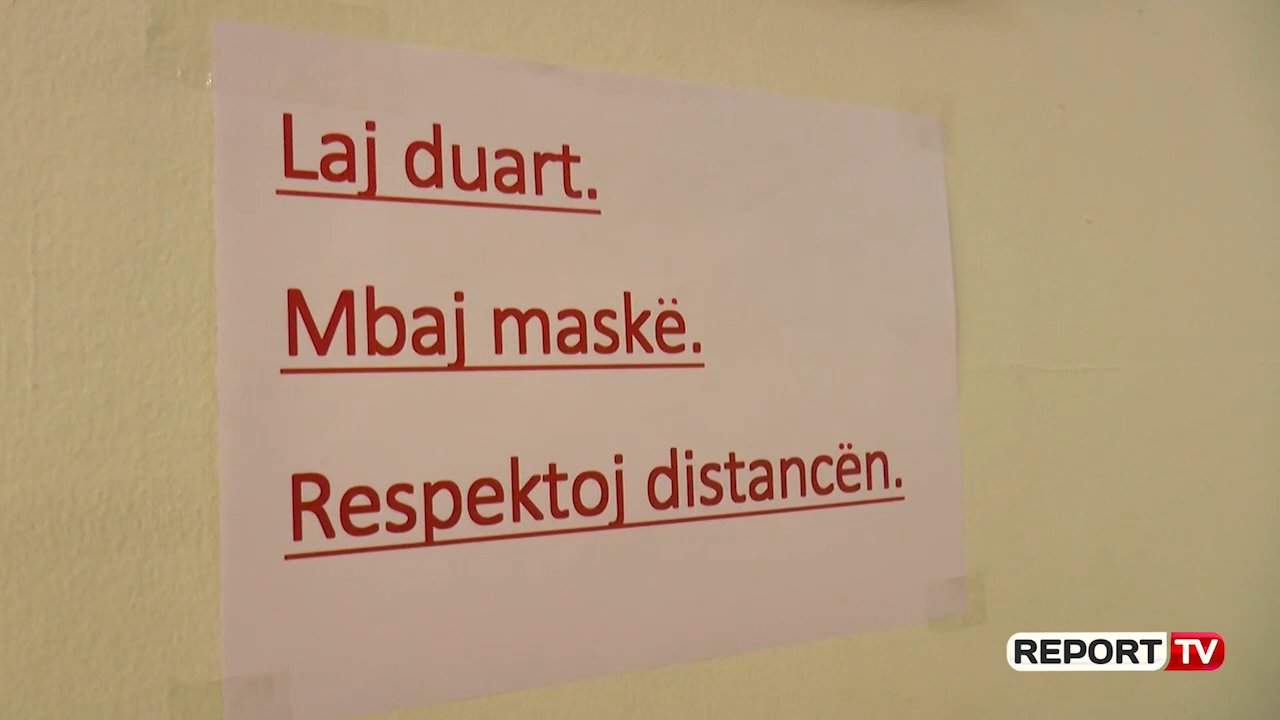 Laj duart.
Mbaj maskë.
Respektoj distancën.
REPORT TV